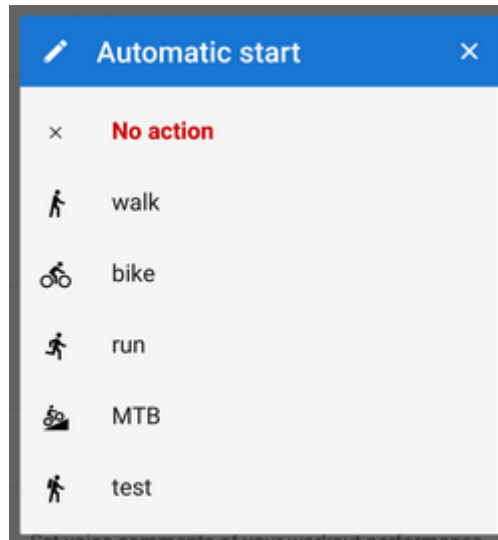 Automatic start
No action
walk
bike
run
MTB
test